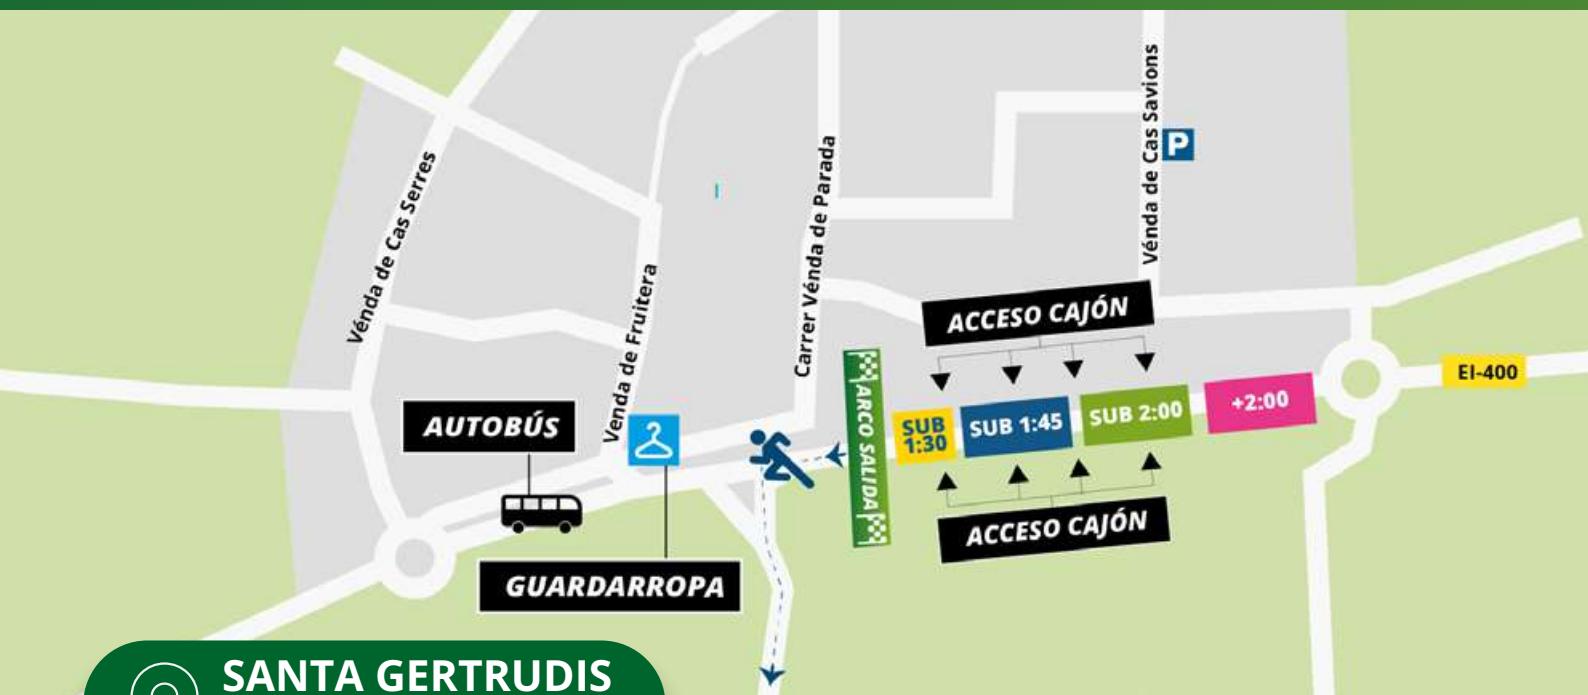 Vénda de Cas Serres
Venda de Fruitera
Carrer Vénda de Parada
Vénda de Cas Savions
P
ACCESO CAJÓN
EI-400
AUTOBÚS
ARCO SALIDA
SUB
1:30
SUB 1:45
SUB 2:00
+2:00
ACCESO CAJÓN
GUARDARROPA
SANTA GERTRUDIS